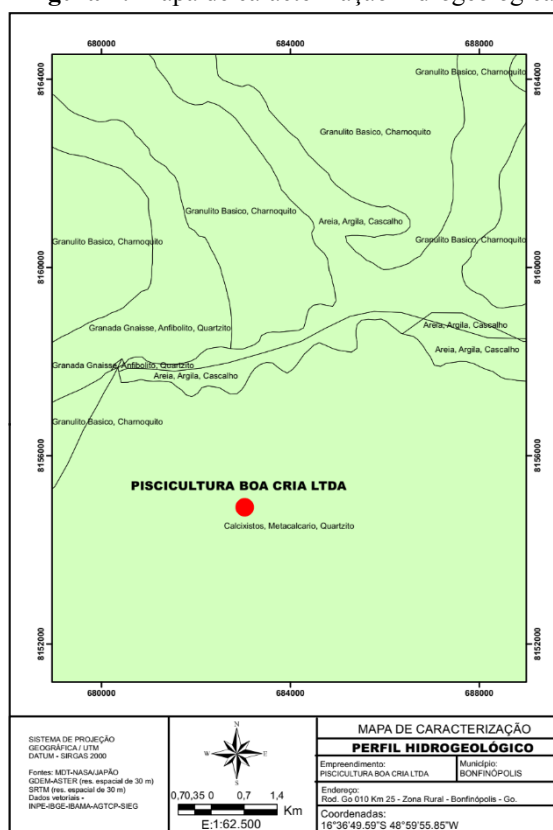 680000 684000 688000
8164000 8164000
Granulito Basico, Charnoquito
Granulito Basico, Charnoquito
Granulito Basico, Charnoquito
Areia, Argila, Cascalho
Granulito Basico, Charnoquito
Granulito Basico, Charnoquito
8160000 8160000
Granada Gnaisse, Anfibolito, Quartzito
Areia, Argila, Cascalho
Areia, Argila, Cascalho
Granada Gnaisse, Anfibolito, Quartzito
Areia, Argila, Cascalho
Granulito Basico, Charnoquito
8156000 8156000
PISCICULTURA BOA CRIA LTDA
Calcixistos, Metacalcario, Quartzito
8152000 8152000
680000 684000 688000
SISTEMA DE PROJEÇÃO
GEOGRÁFICA / UTM
DATUM - SIRGAS 2000
Fontes: MDT-NASA/JAPÃO
GDEM-ASTER (res. espacial de 30 m)
SRTM (res. espacial de 30 m)
Dados vetoriais -
INPE-IBGE-IBAMA-AGTCP-SIEG
N
W E
S
0,70,35 0 0,7 1,4
Km
E:1:62.500
MAPA DE CARACTERIZAÇÃO
PERFIL HIDROGEOLÓGICO
Empreendimento:
PISCICULTURA BOA CRIA LTDA
Município:
BONFINÓPOLIS
Endereço:
Rod. Go 010 Km 25 - Zona Rural - Bonfinópolis - Go.
Coordenadas:
16°36'49.59"S 48°59'55.85"W